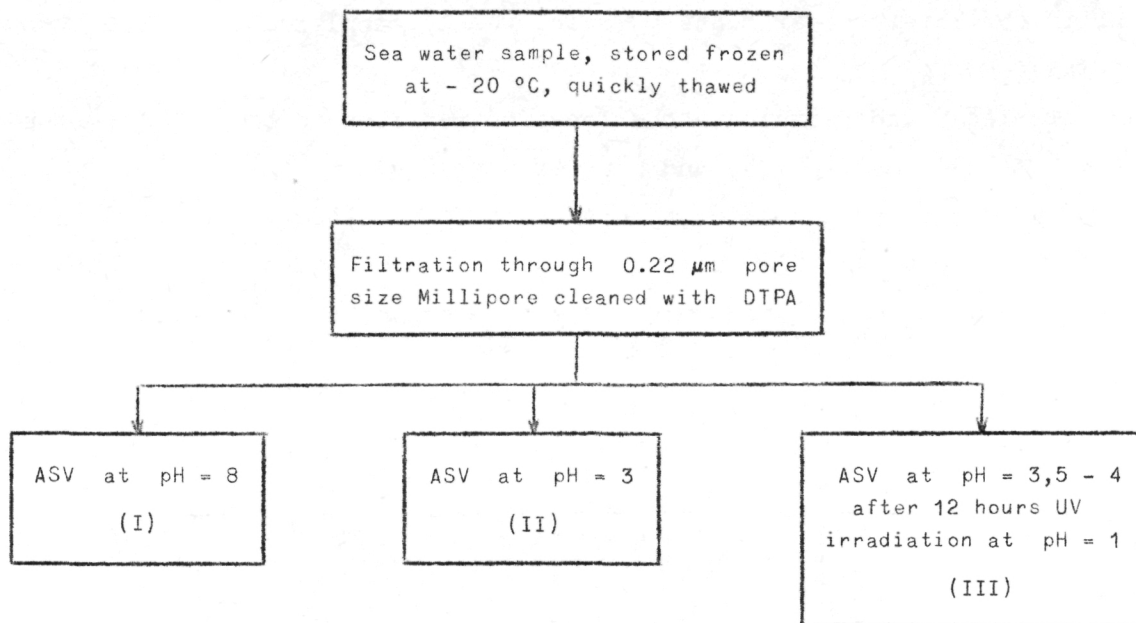 Sea water sample, stored frozen
at - 20 ºC, quickly thawed
Filtration through 0.22 µm pore
size Millipore cleaned with DTPA
ASV at pH = 8
(I)
ASV at pH = 3
(II)
ASV at pH = 3,5 - 4
after 12 hours UV
irradiation at pH = 1
(III)